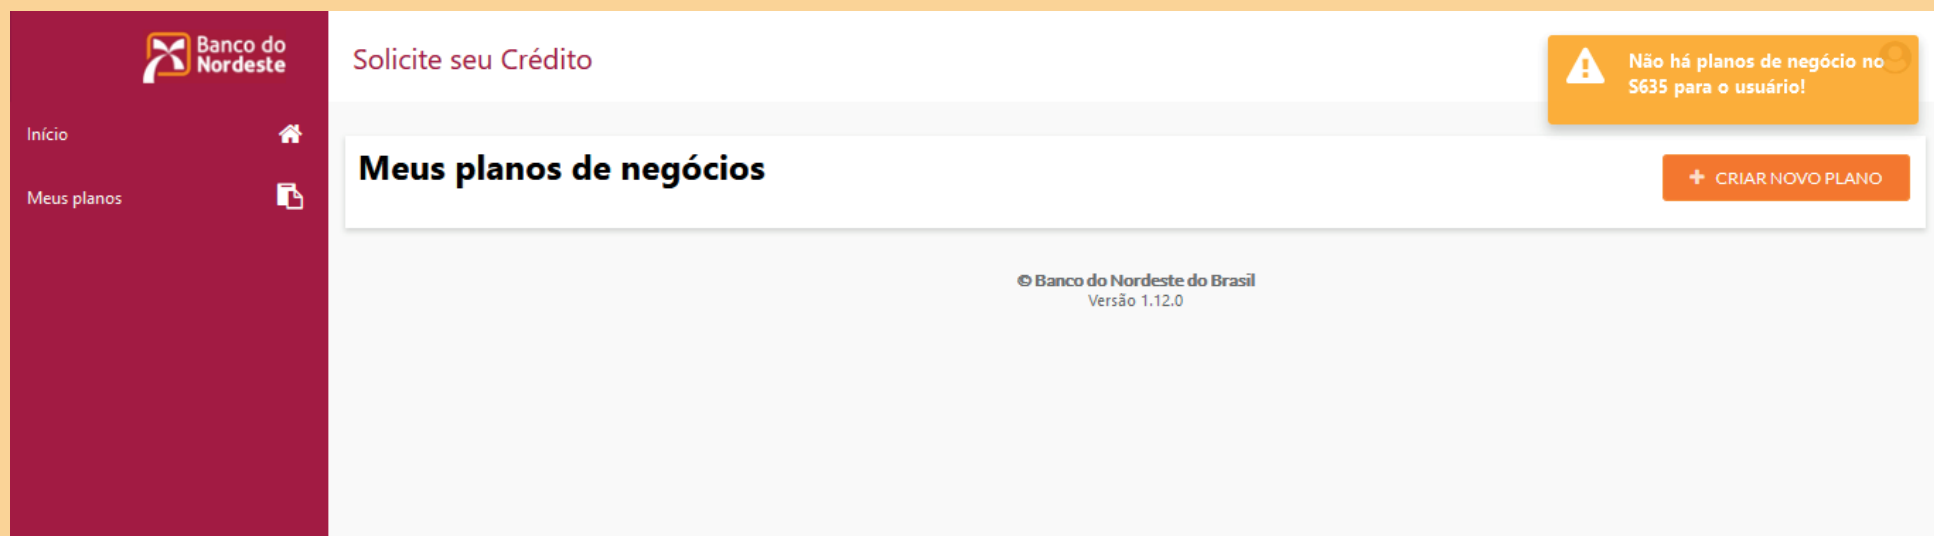 Banco do
Nordeste
Início
Meus planos
Solicite seu Crédito
Não há planos de negócio no
S635 para o usuário!
Meus planos de negócios
+ CRIAR NOVO PLANO
© Banco do Nordeste do Brasil
Versão 1.12.0